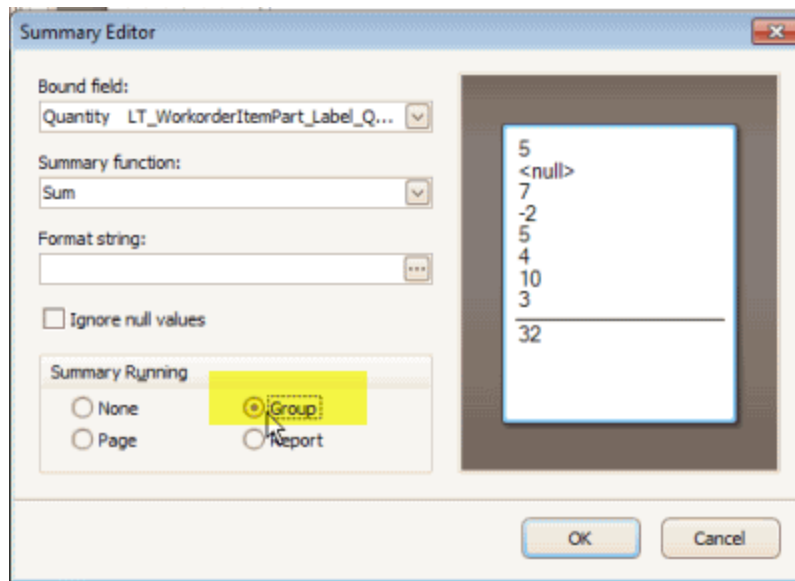 Summary Editor
Bound field:
Quantity LT_WorkorderItemPart_Label_Q...
Summary function:
Sum
Format string:
...
Ignore null values
Summary Running
None
Group
Page
Report
5
<null>
7
-2
5
4
10
3
32
OK
Cancel